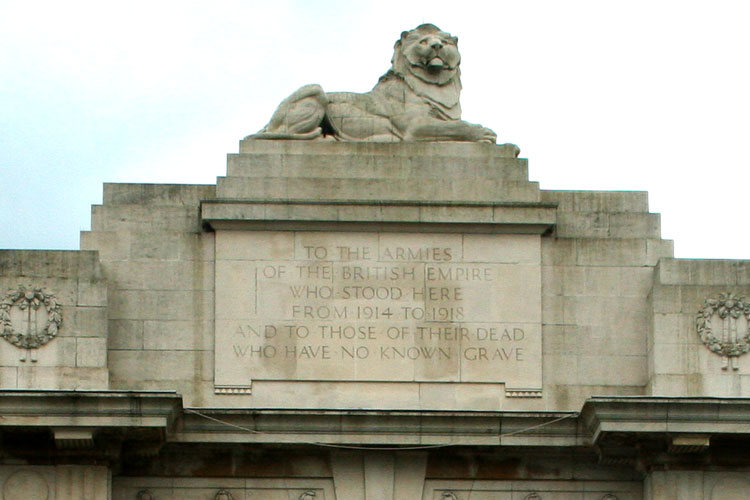 TO THE ARMIES
OF THE BRITISH EMPIRE
WHO STOOD HERE
FROM 1914 TO 1918
AND TO THOSE OF THEIR DEAD
WHO HAVE NO KNOWN GRAVE